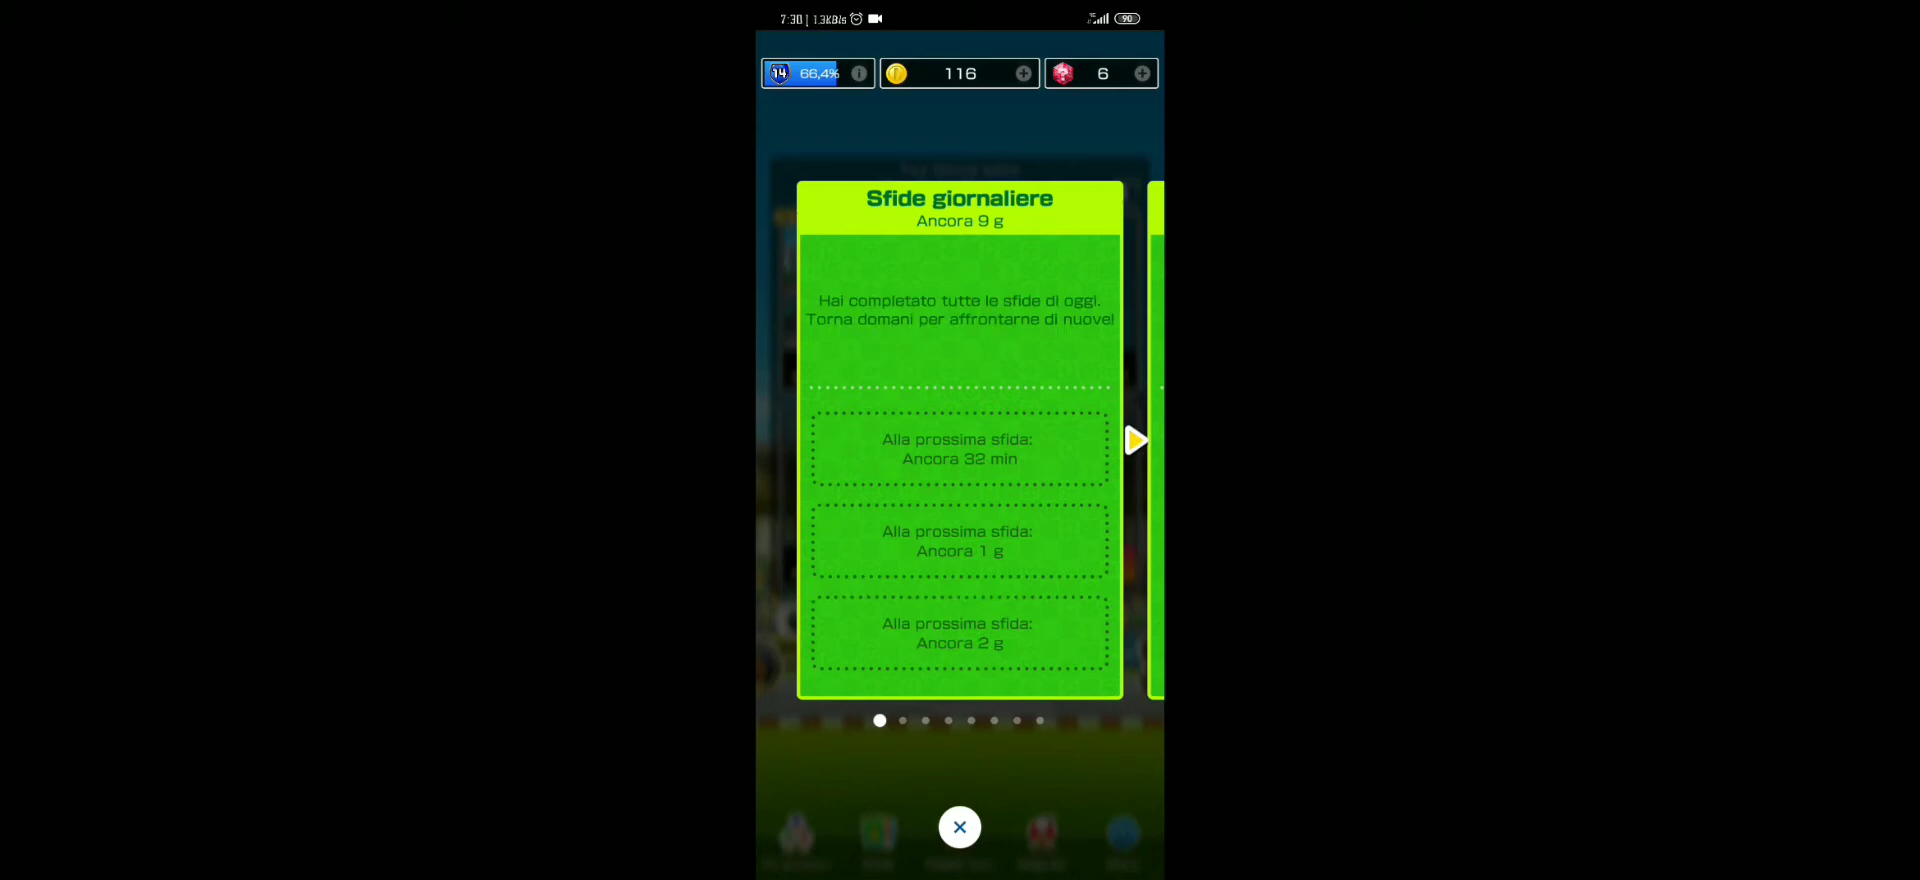 7:30 | 1.3KB/s
90
14 66,4%
116
6
Sfide giornaliere
Ancora 9 g
Hai completato tutte le sfide di oggi.
Torna domani per affrontarne di nuove!
Alla prossima sfida:
Ancora 32 min
Alla prossima sfida:
Ancora 1 g
Alla prossima sfida:
Ancora 2 g